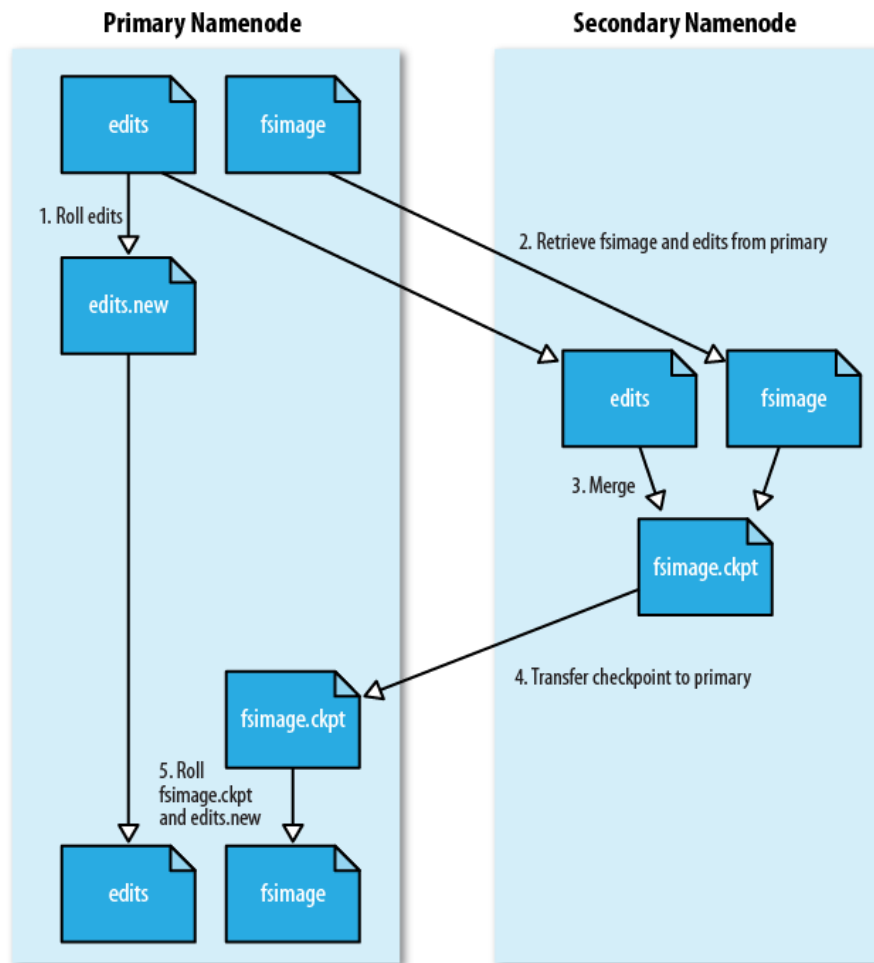 Primary Namenode
Secondary Namenode
edits
fsimage
1. Roll edits
2. Retrieve fsimage and edits from primary
edits.new
edits
fsimage
3. Merge
fsimage.ckpt
4. Transfer checkpoint to primary
fsimage.ckpt
5. Roll
fsimage.ckpt
and edits.new
edits
fsimage